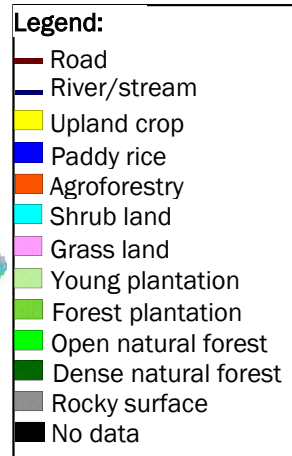 Legend:
Road
River/stream
Upland crop
Paddy rice
Agroforestry
Shrub land
Grass land
Young plantation
Forest plantation
Open natural forest
Dense natural forest
Rocky surface
No data